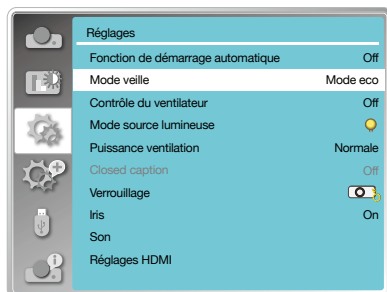 Réglages
Fonction de démarrage automatique Off
Mode veille Mode eco
Contrôle du ventilateur Off
Mode source lumineuse
Puissance ventilation Normale
Closed caption Off
Verrouillage
Iris On
Son
Réglages HDMI